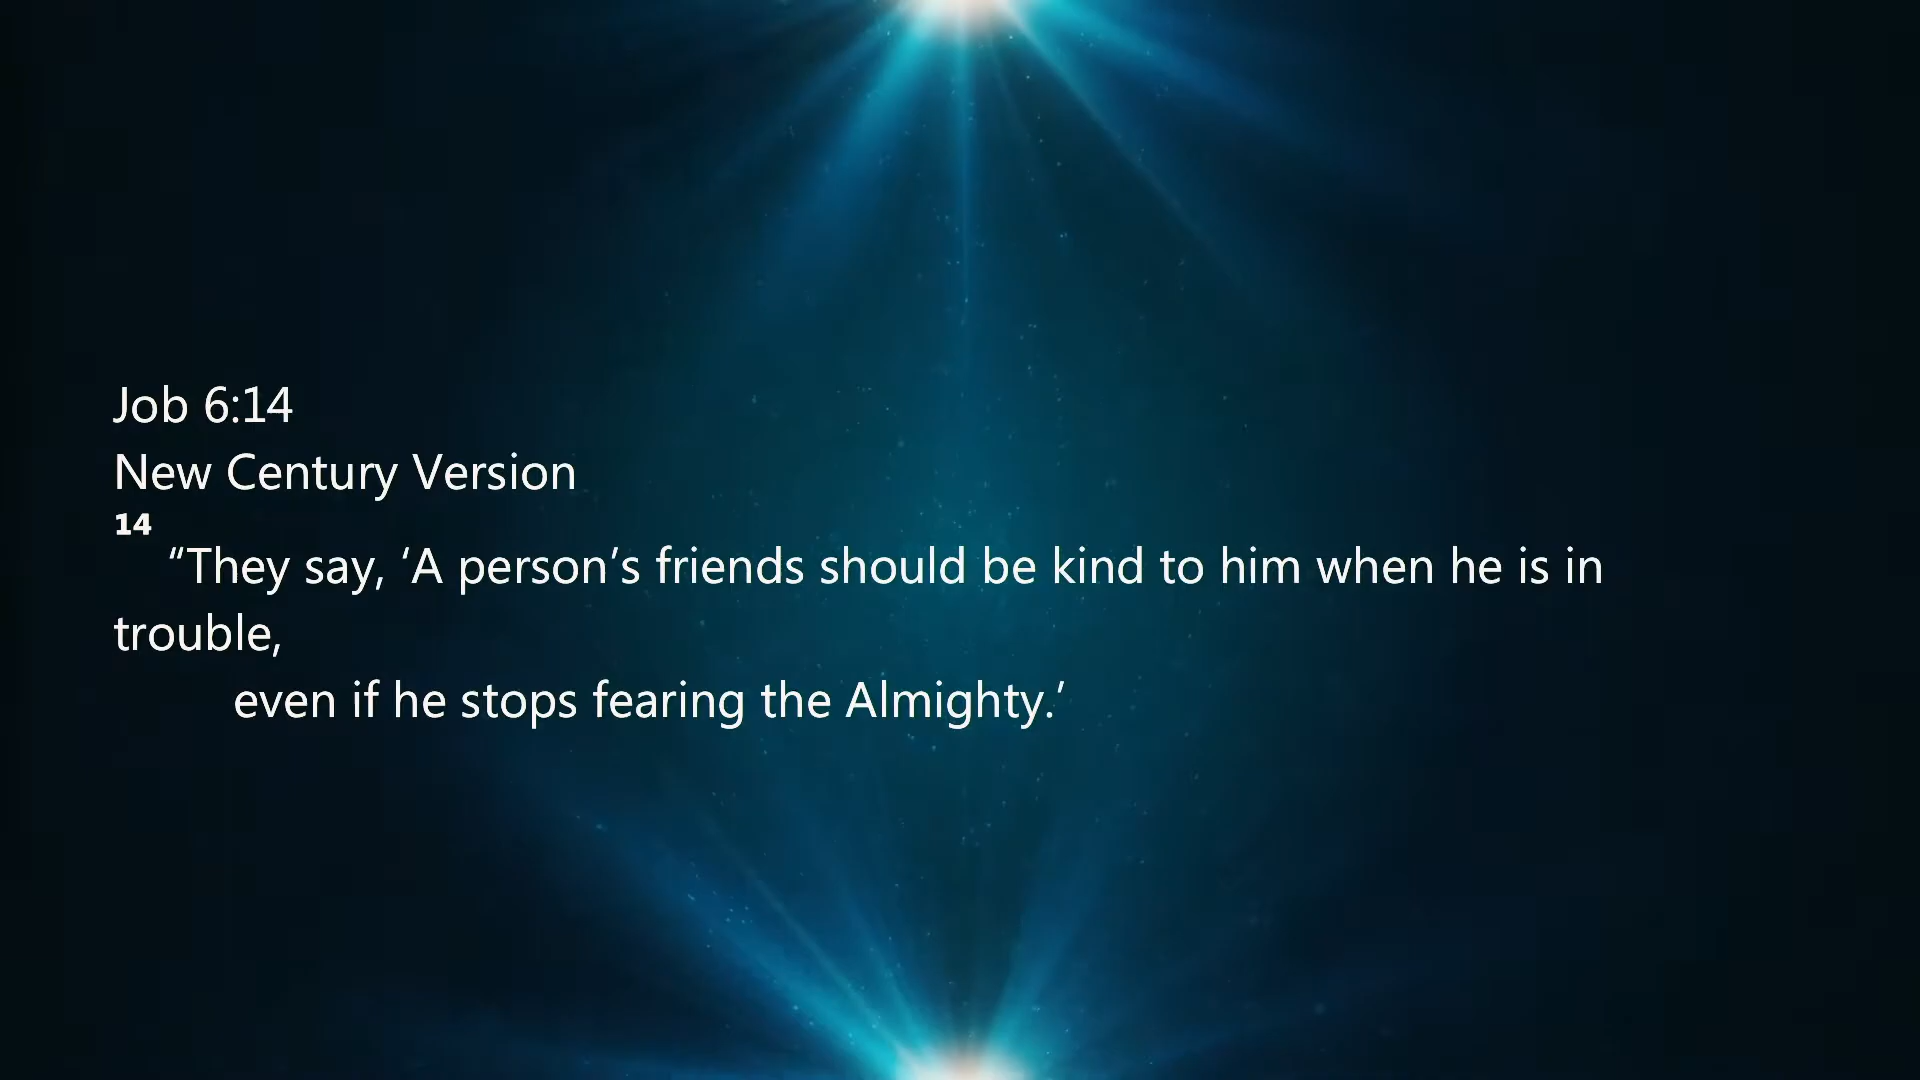 Job 6:14
New Century Version
14
“They say, ‘A person’s friends should be kind to him when he is in
trouble,
even if he stops fearing the Almighty.’